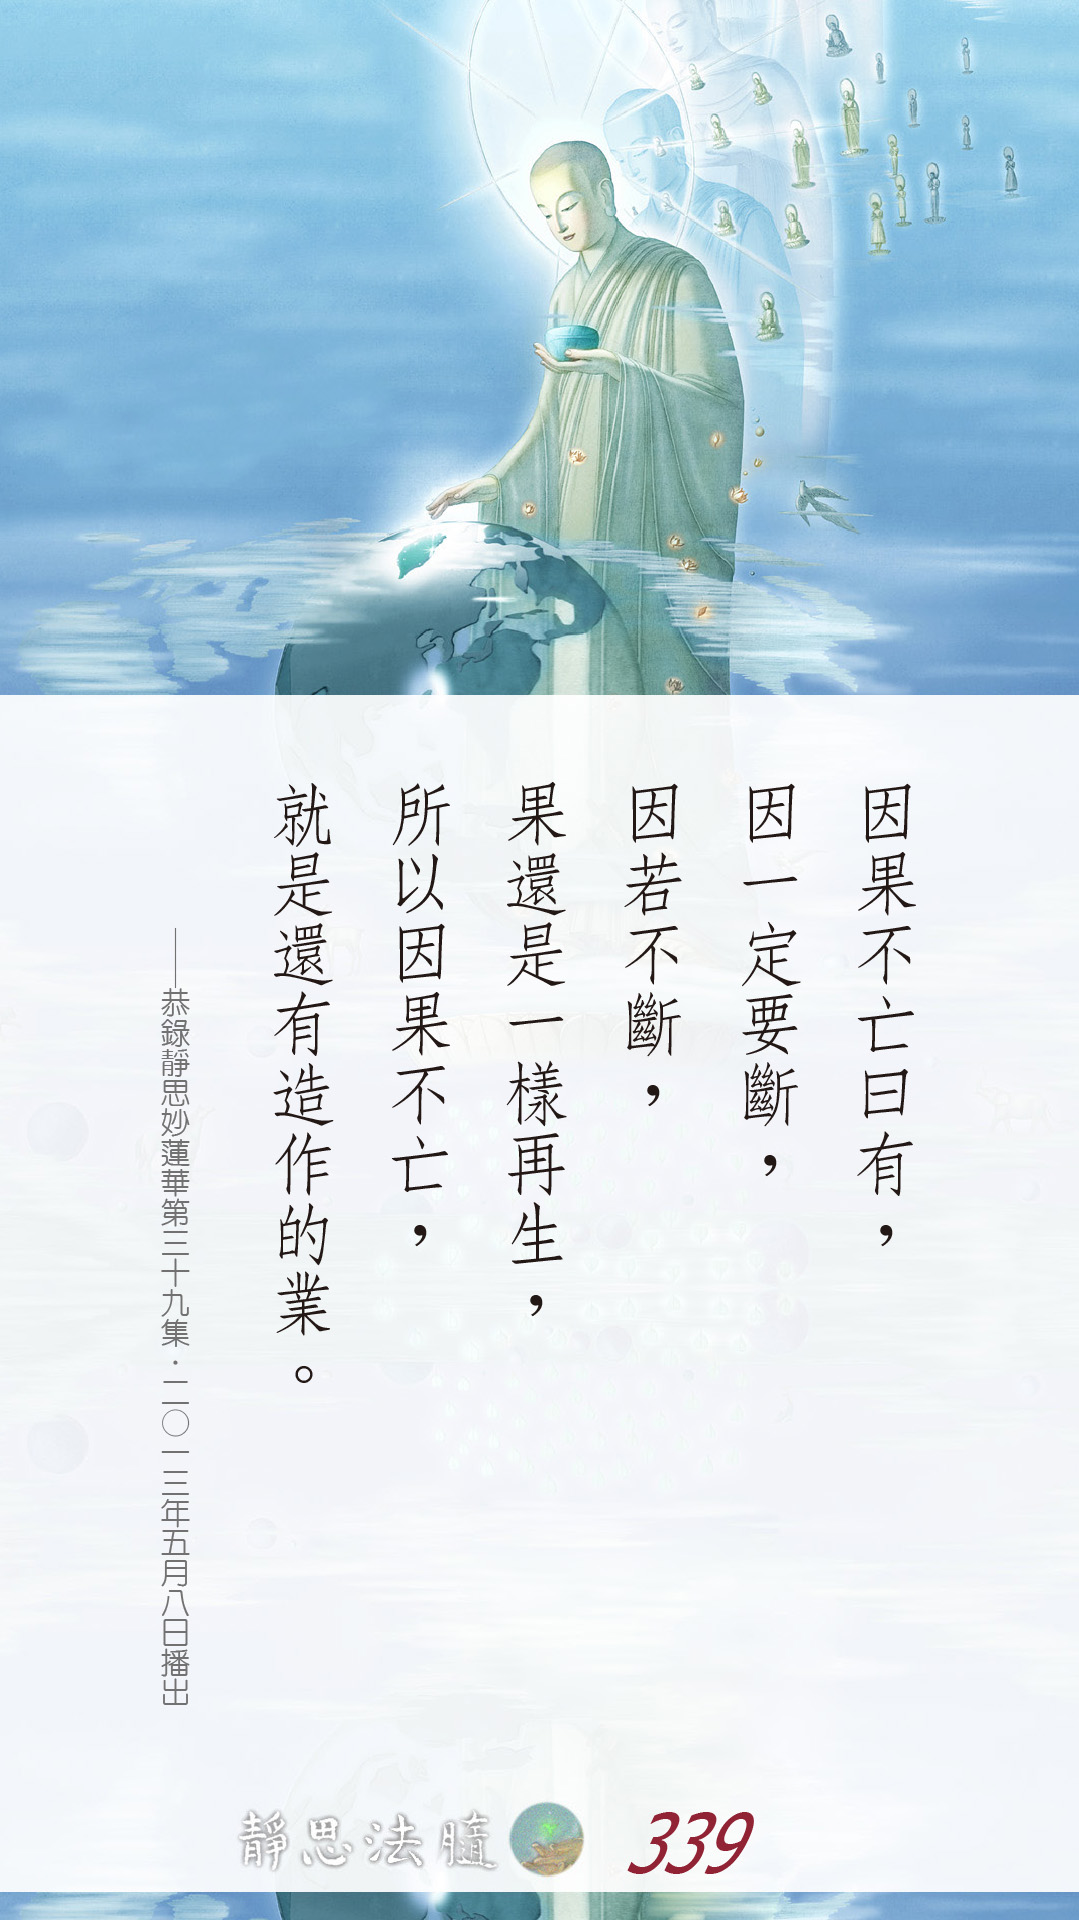 因果不亡曰有，
因一定要斷，
因若不斷，
果還是一樣再生，
所以因果不亡，
就是還有造作的業。
——恭錄靜思妙蓮華第三十九集·二〇一三年五月八日播出
靜思法髓
339